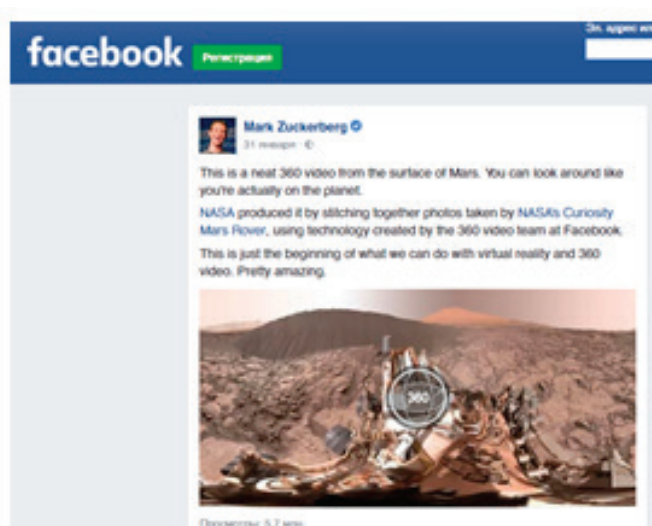 Эл. адрес ил
facebook Регистрация
Mark Zuckerberg
31 января
This is a neat 360 video from the surface of Mars. You can look around like
you're actually on the planet.
NASA produced it by stitching together photos taken by NASA's Curiosity
Mars Rover, using technology created by the 360 video team at Facebook.
This is just the beginning of what we can do with virtual reality and 360
video. Pretty amazing.
360
Просмотры: 5,7 млн